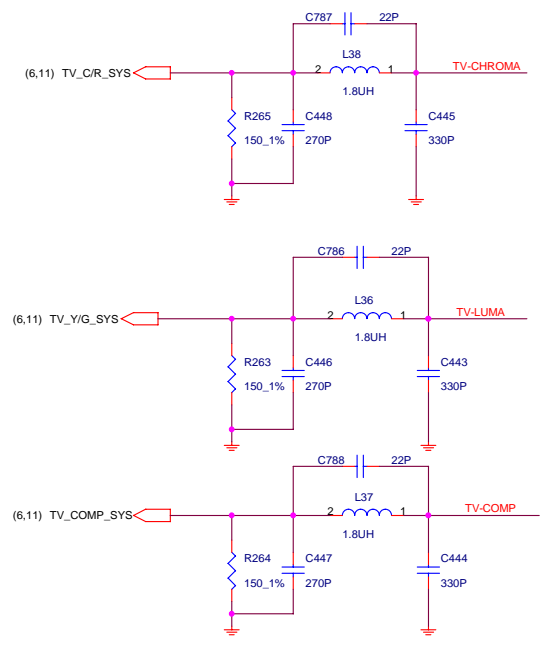 C787 22P
L38
(6,11) TV_C/R_SYS 2 1 TV-CHROMA
1.8UH
R265 C448 C445
150_1% 270P 330P
C786 22P
L36
(6,11) TV_Y/G_SYS 2 1 TV-LUMA
1.8UH
R263 C446 C443
150_1% 270P 330P
C788 22P
L37
(6,11) TV_COMP_SYS 2 1 TV-COMP
1.8UH
R264 C447 C444
150_1% 270P 330P